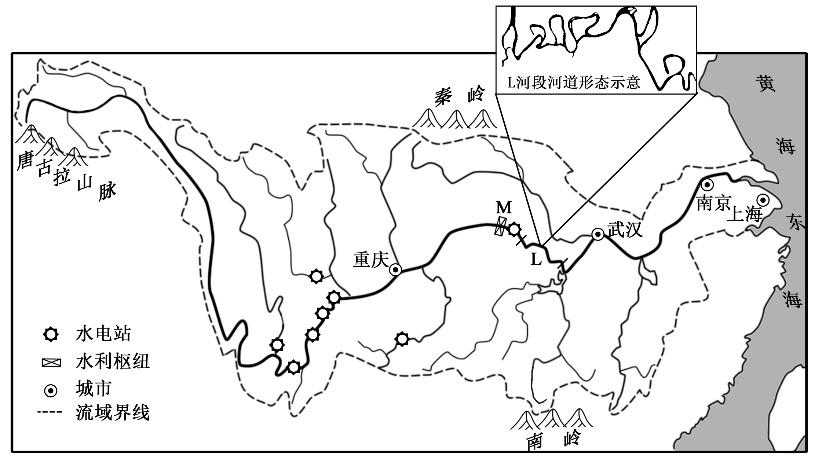 L河段河道形态示意
黄海
秦岭
唐古拉山脉
M
南京
上海
武汉
东海
重庆
L
水电站
水利枢纽
城市
流域界线
南岭